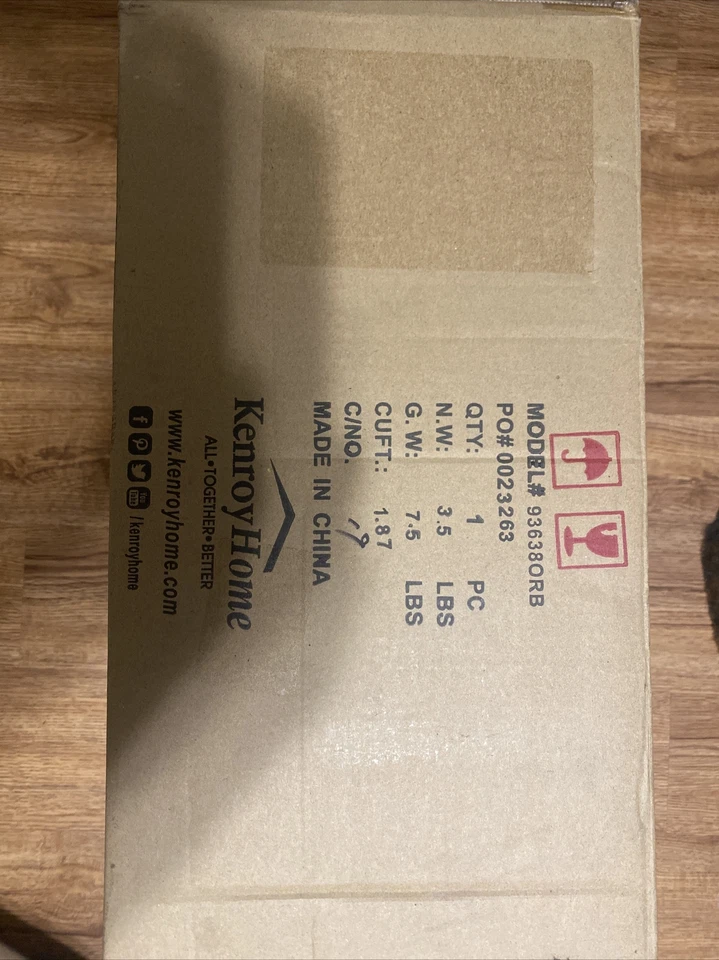 MODEL# 93638ORB
PO# 0023263
QTY: 1 PC
N.W: 3.5 LBS
G.W: 7.5 LBS
CUFT.: 1.87
C/NO. 19
MADE IN CHINA
KenroyHome
ALL•TOGETHER•BETTER
www.kenroyhome.com
/kenroyhome